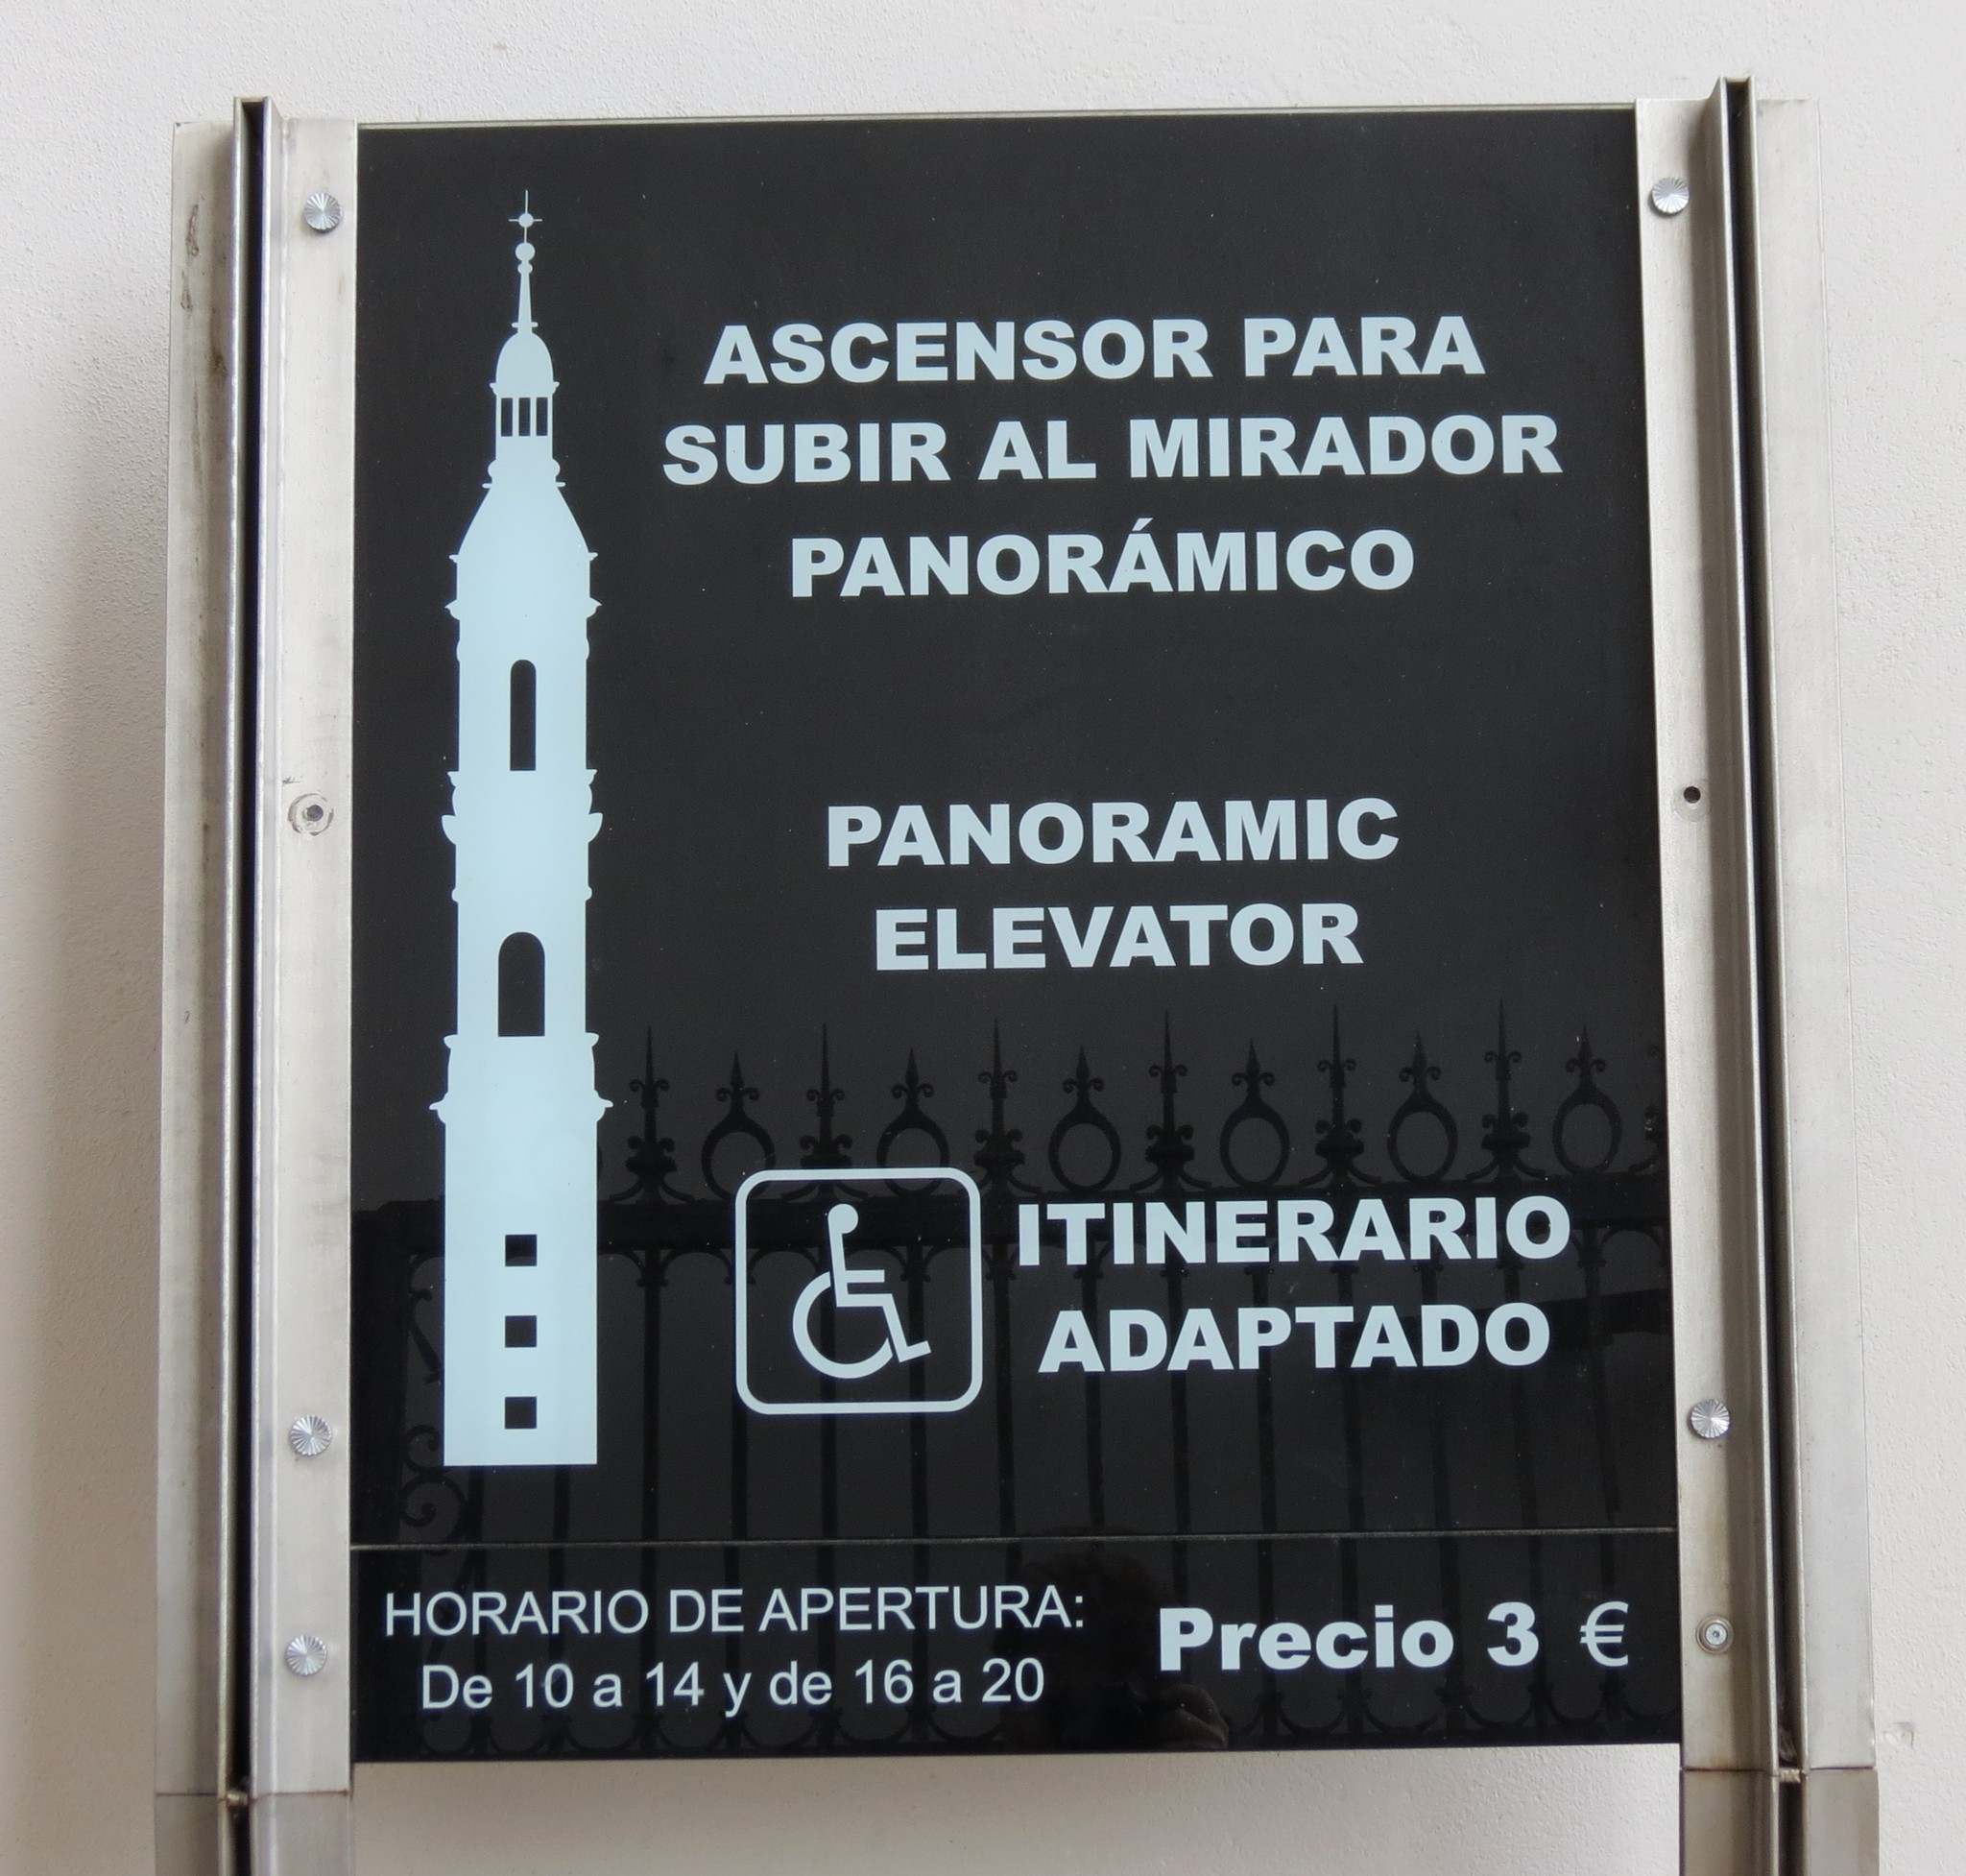 ASCENSOR PARA
SUBIR AL MIRADOR
PANORÁMICO
PANORAMIC
ELEVATOR
ITINERARIO
ADAPTADO
HORARIO DE APERTURA:
De 10 a 14 y de 16 a 20
Precio 3 €